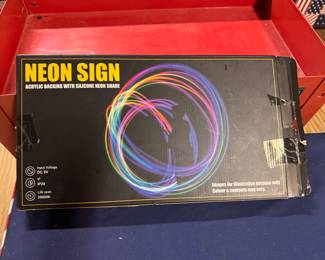 NEON SIGN
ACRYLIC BACKING WITH SILICONE NEON SHADE
Input Voltage
DC 5V
IP20
Life span
Images for illustrative purpose only
Colour & contents may vary.